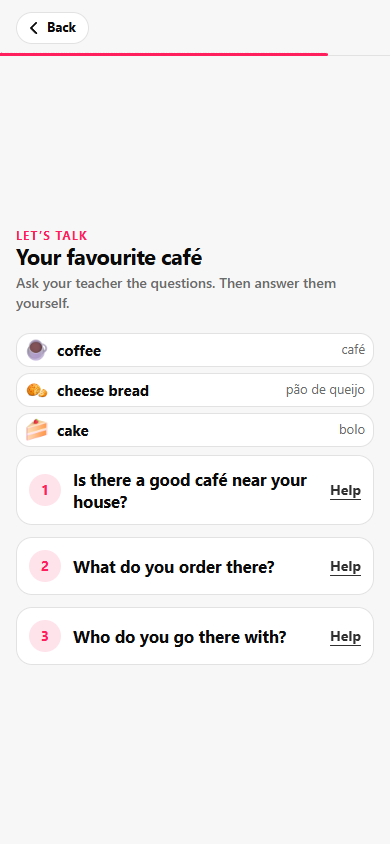 Back
LET'S TALK
Your favourite café
Ask your teacher the questions. Then answer them
yourself.
coffee café
cheese bread pão de queijo
cake bolo
1 Is there a good café near your
house? Help
2 What do you order there? Help
3 Who do you go there with? Help